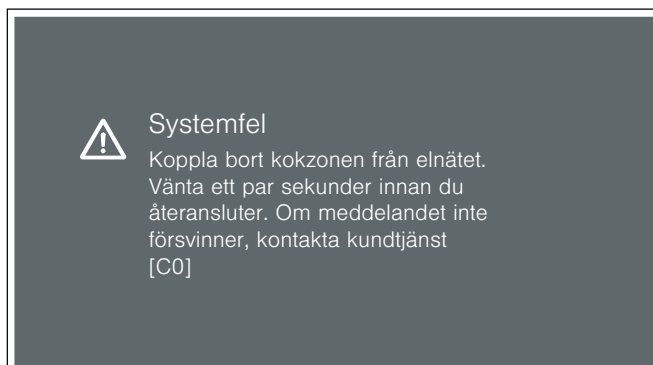 Systemfel
Koppla bort kokzonen från elnätet.
Vänta ett par sekunder innan du
återansluter. Om meddelandet inte
försvinner, kontakta kundtjänst
[C0]